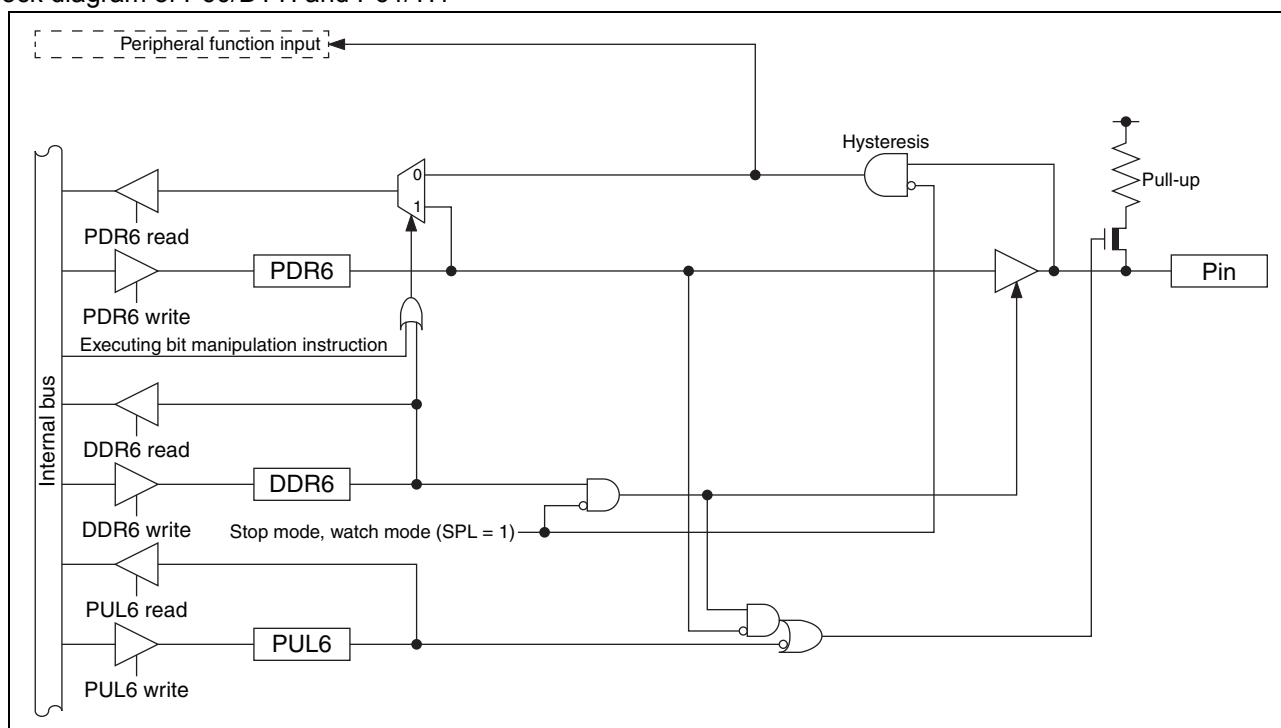 Peripheral function input
Hysteresis
0
Pull-up
1
PDR6 read
PDR6
Pin
PDR6 write
Executing bit manipulation instruction
Internal bus
DDR6 read
DDR6
DDR6 write
Stop mode, watch mode (SPL = 1)
PUL6 read
PUL6
PUL6 write